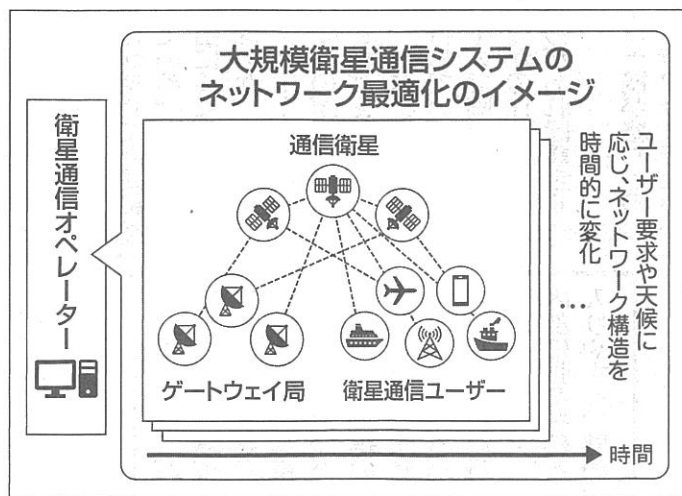 大規模衛星通信システムの
ネットワーク最適化のイメージ
衛星通信オペレーター
通信衛星
ゲートウェイ局
衛星通信ユーザー
ユーザー要求や天候に
応じ、ネットワーク構造を
時間的に変化
…
時間